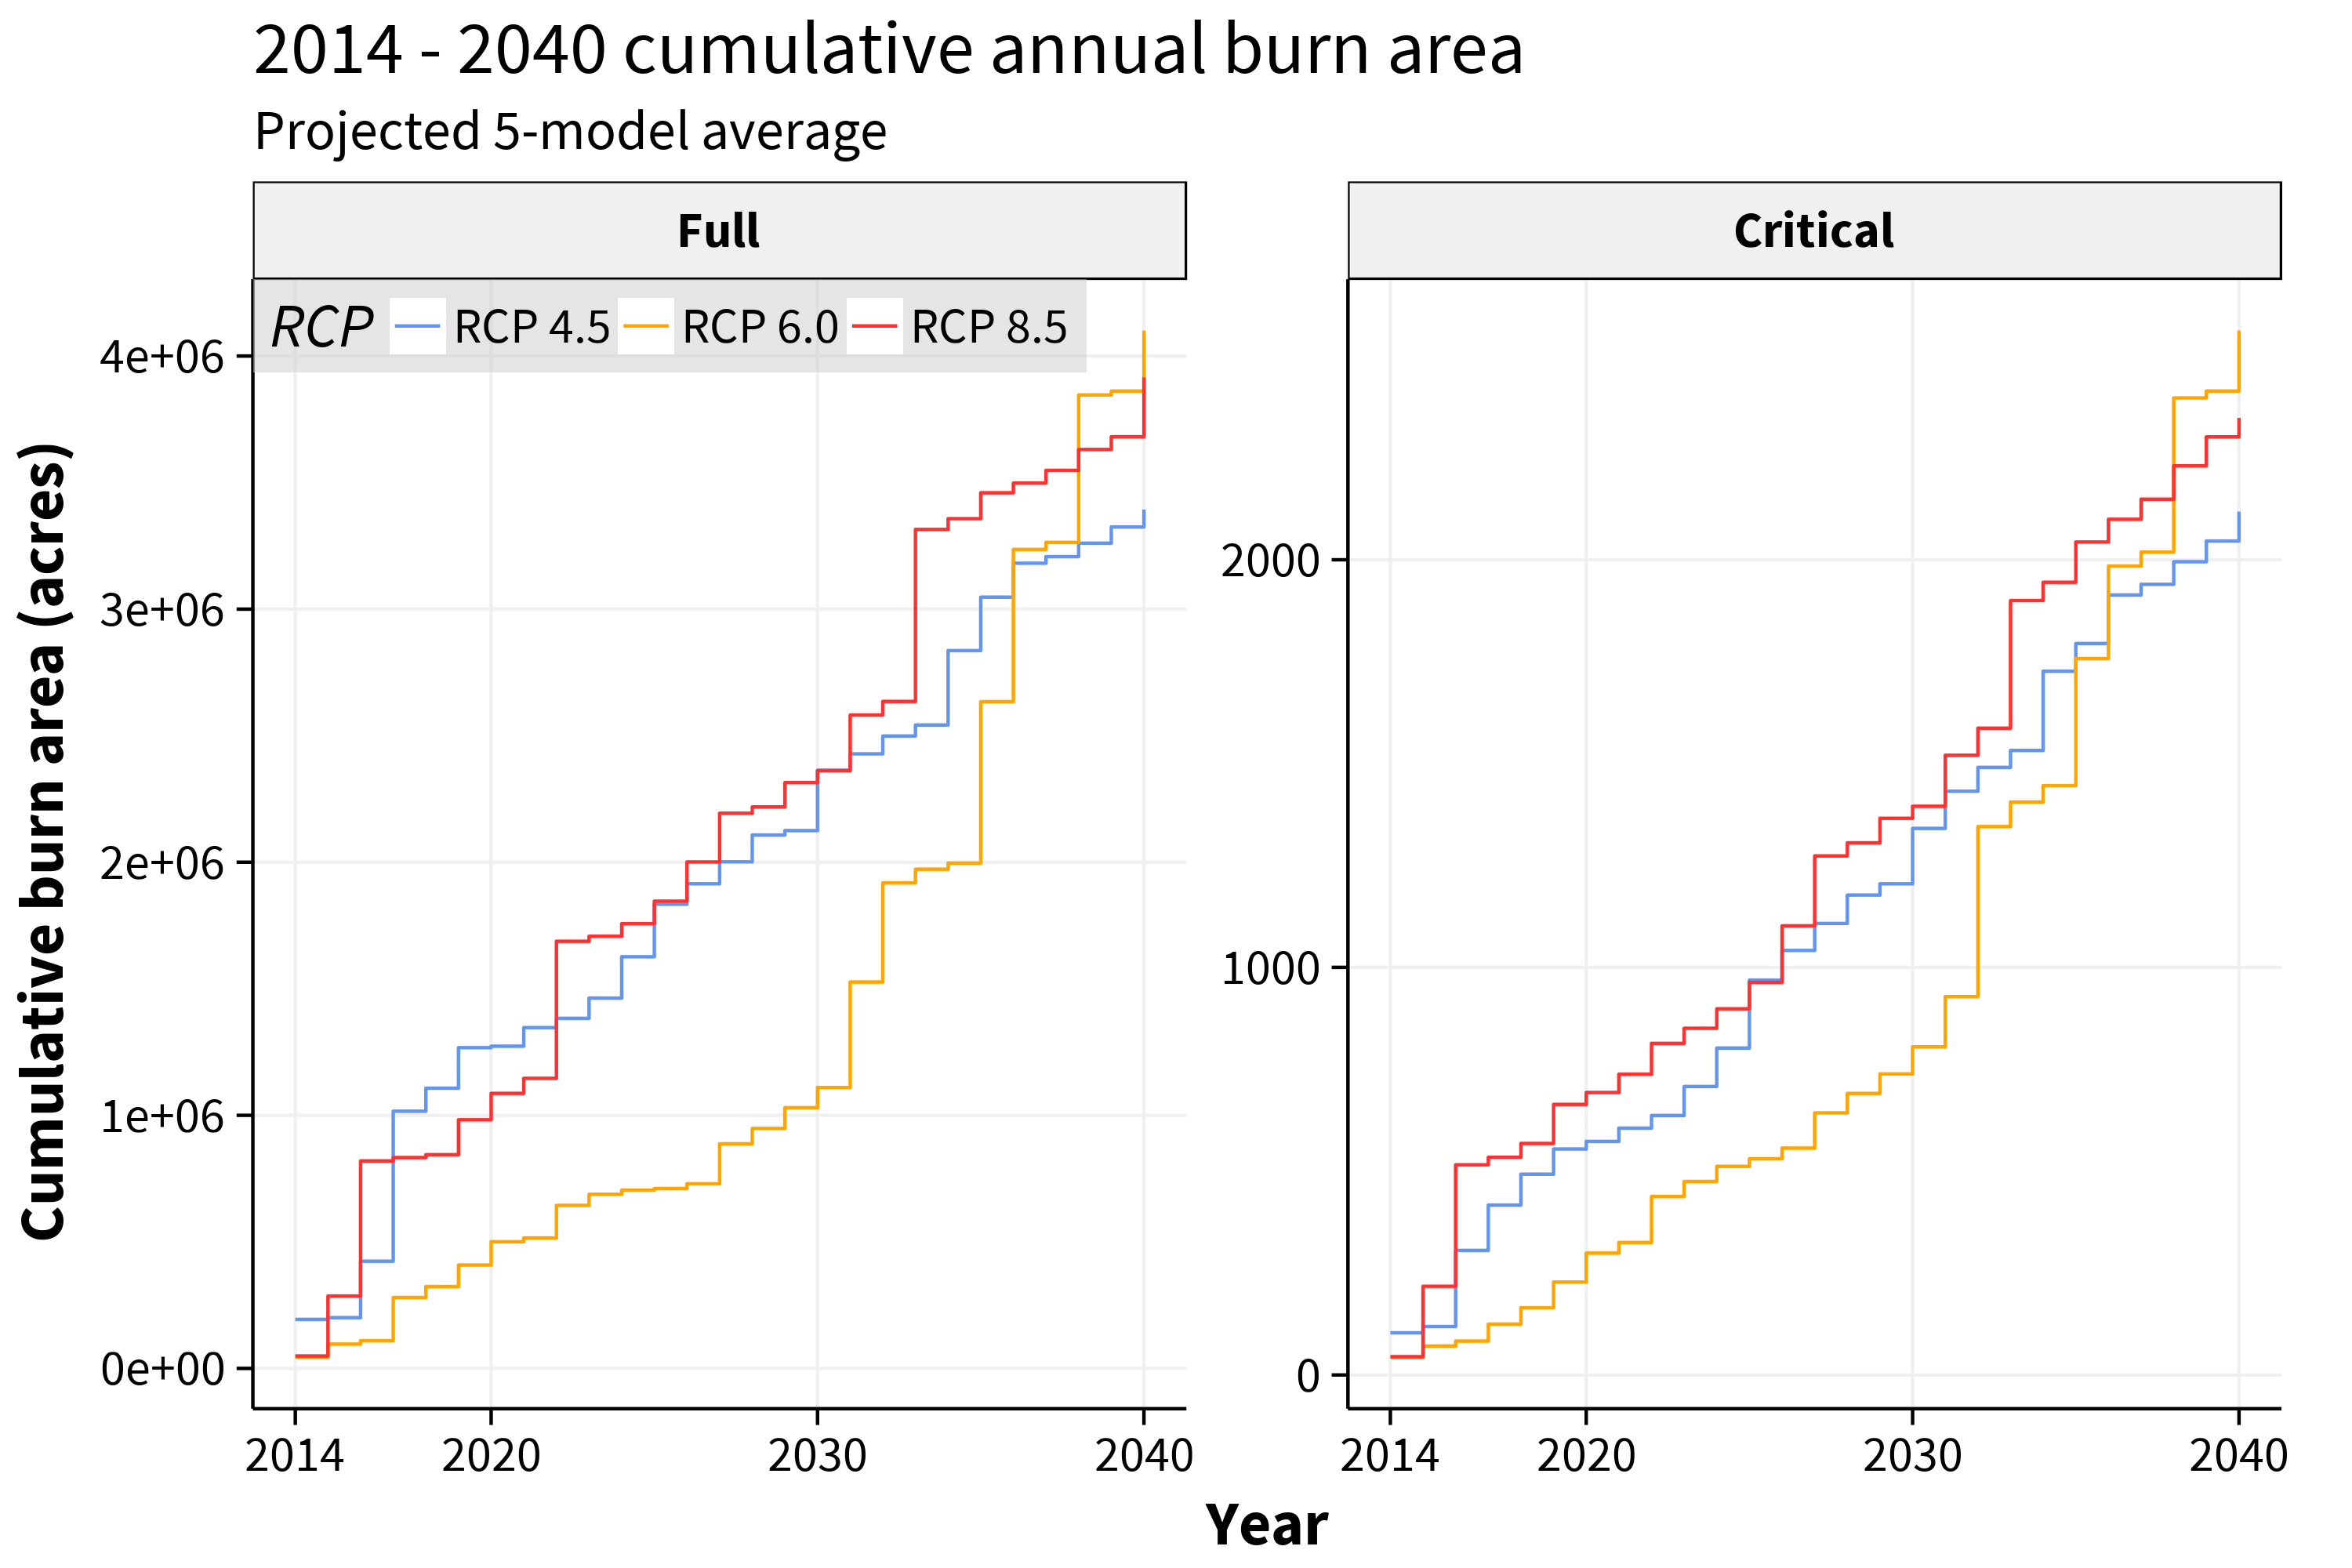 2014 - 2040 cumulative annual burn area
Projected 5-model average
Full
Critical
RCP RCP 4.5 RCP 6.0 RCP 8.5
Cumulative burn area (acres)
4e+06
3e+06
2e+06
1e+06
0e+00
2000
1000
0
2014 2020 2030 2040
2014 2020 2030 2040
Year